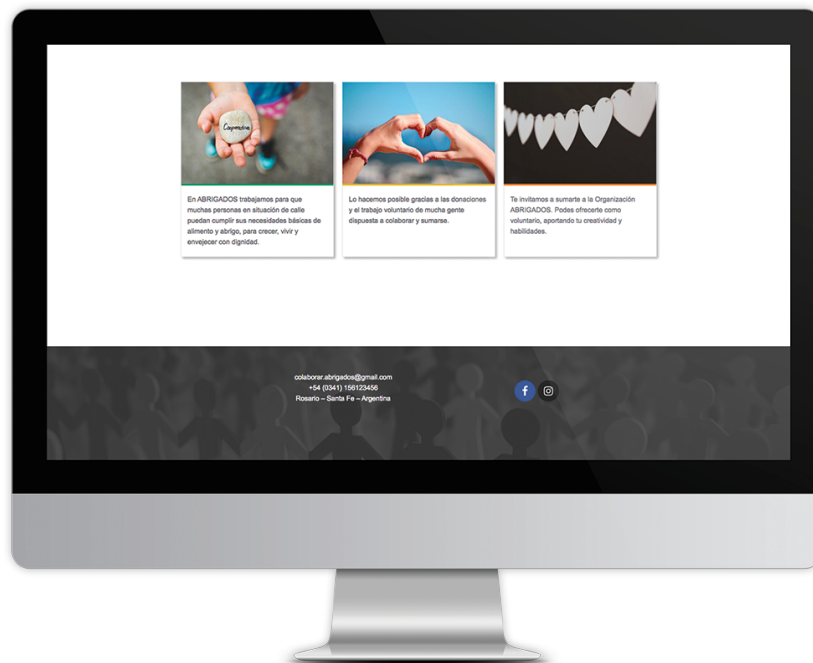 Cooperativa
En ABRIGADOS trabajamos para que
muchas personas en situación de calle
puedan cumplir sus necesidades básicas de
alimento y abrigo, para crecer, vivir y
envejecer con dignidad.
Lo hacemos posible gracias a las donaciones
y el trabajo voluntario de mucha gente
dispuesta a colaborar y sumarse.
Te invitamos a sumarte a la Organización
ABRIGADOS. Podes ofrecerte como
voluntario, aportando tu creatividad y
habilidades.
colaborar.abrigados@gmail.com
+54 (0341) 156123456
Rosario – Santa Fe – Argentina